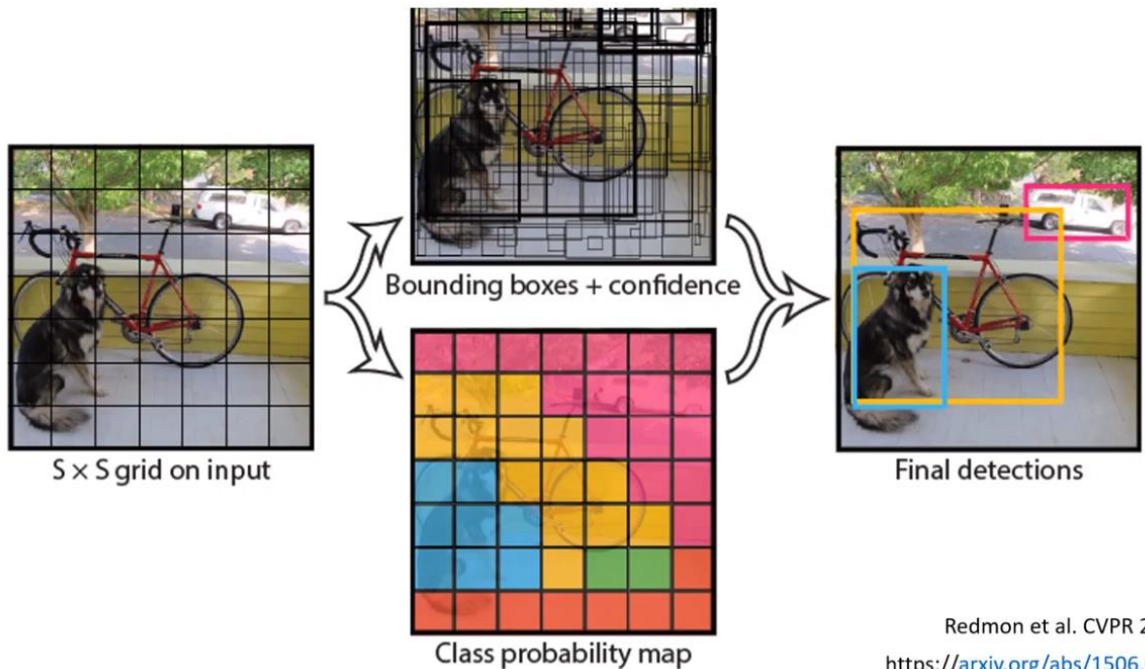 Bounding boxes + confidence
S × S grid on input
Final detections
Class probability map
Redmon et al. CVPR 2
https://arxiv.org/abs/1506.